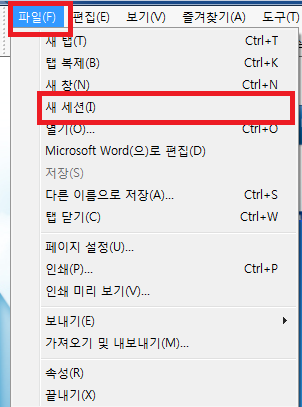 파일(F) 편집(E) 보기(V) 즐겨찾기(A) 도구(T)
새 탭(T) Ctrl+T
탭 복제(B) Ctrl+K
새 창(N) Ctrl+N
새 세션(I)
열기(O)... Ctrl+O
Microsoft Word(으)로 편집(D)
저장(S)
다른 이름으로 저장(A)... Ctrl+S
탭 닫기(C) Ctrl+W
페이지 설정(U)...
인쇄(P)... Ctrl+P
인쇄 미리 보기(V)...
보내기(E)
가져오기 및 내보내기(M)...
속성(R)
끝내기(X)